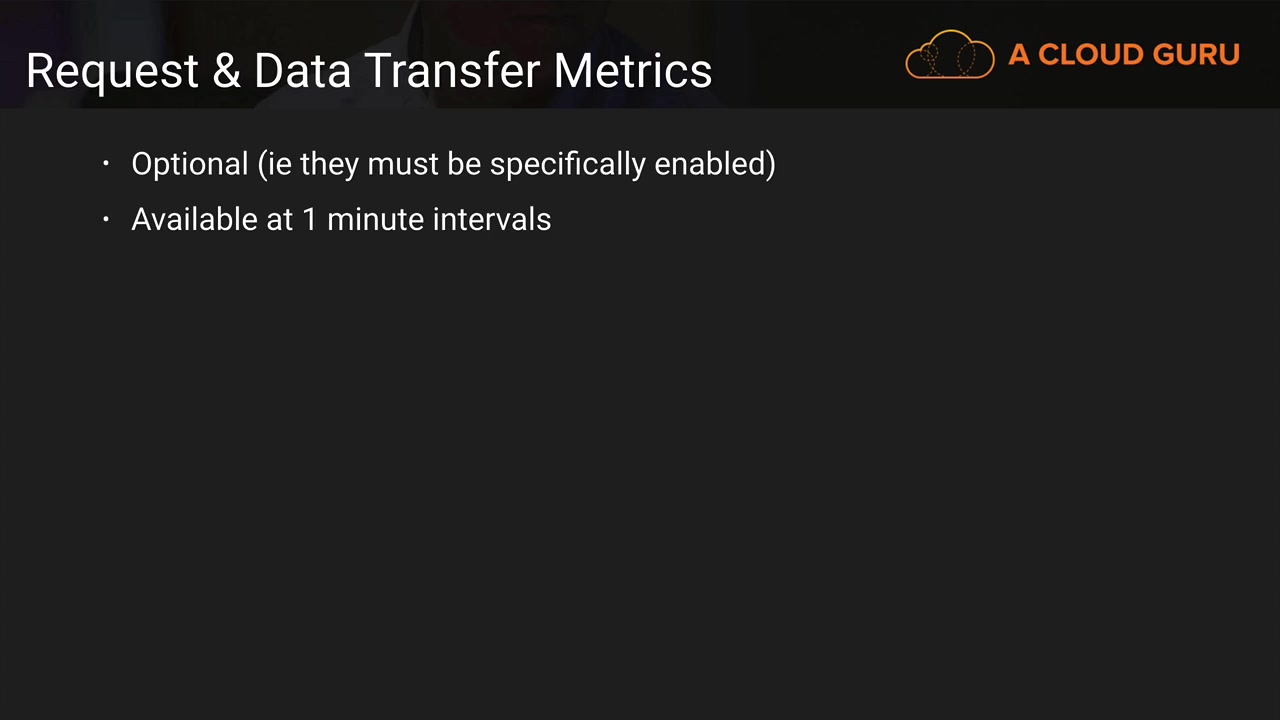 Request & Data Transfer Metrics
A CLOUD GURU
• Optional (ie they must be specifically enabled)
• Available at 1 minute intervals